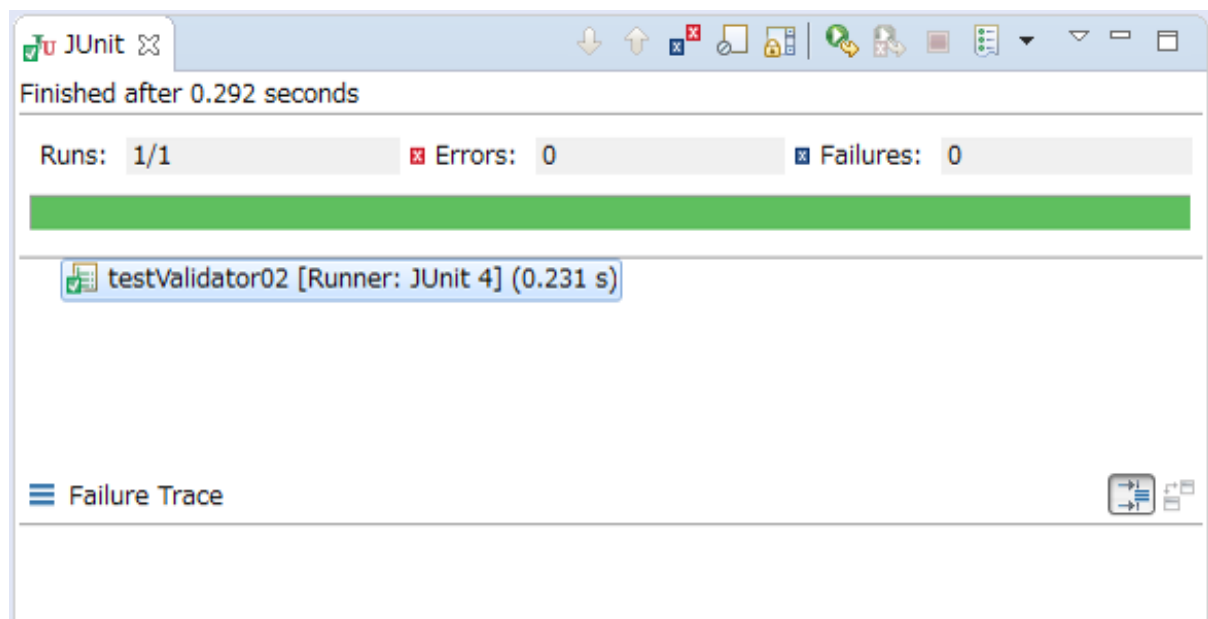 JUnit
Finished after 0.292 seconds
Runs: 1/1 Errors: 0 Failures: 0
testValidator02 [Runner: JUnit 4] (0.231 s)
Failure Trace